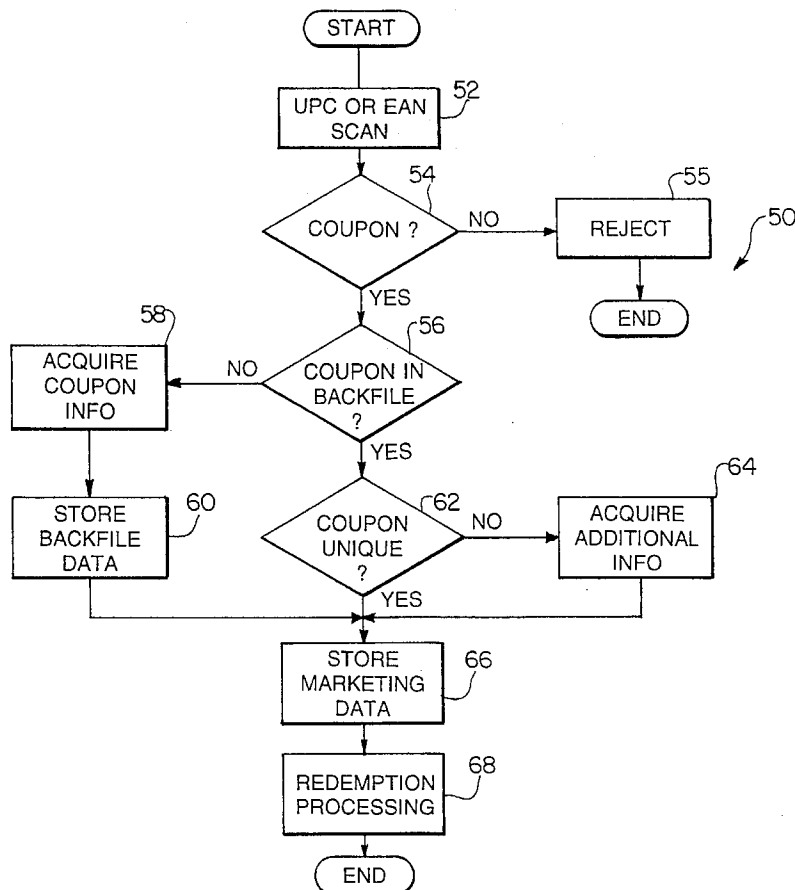 START
52
UPC OR EAN
SCAN
54
COUPON ?
NO
55
REJECT
50
YES
END
58
ACQUIRE
COUPON
INFO
NO
56
COUPON IN
BACKFILE
?
YES
60
STORE
BACKFILE
DATA
62
COUPON
UNIQUE
?
NO
64
ACQUIRE
ADDITIONAL
INFO
YES
STORE
MARKETING
DATA
66
REDEMPTION
PROCESSING
68
END